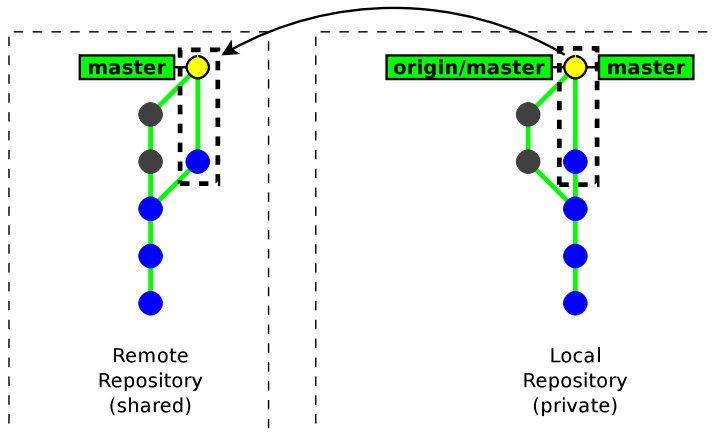 master
origin/master
master
Remote
Repository
(shared)
Local
Repository
(private)